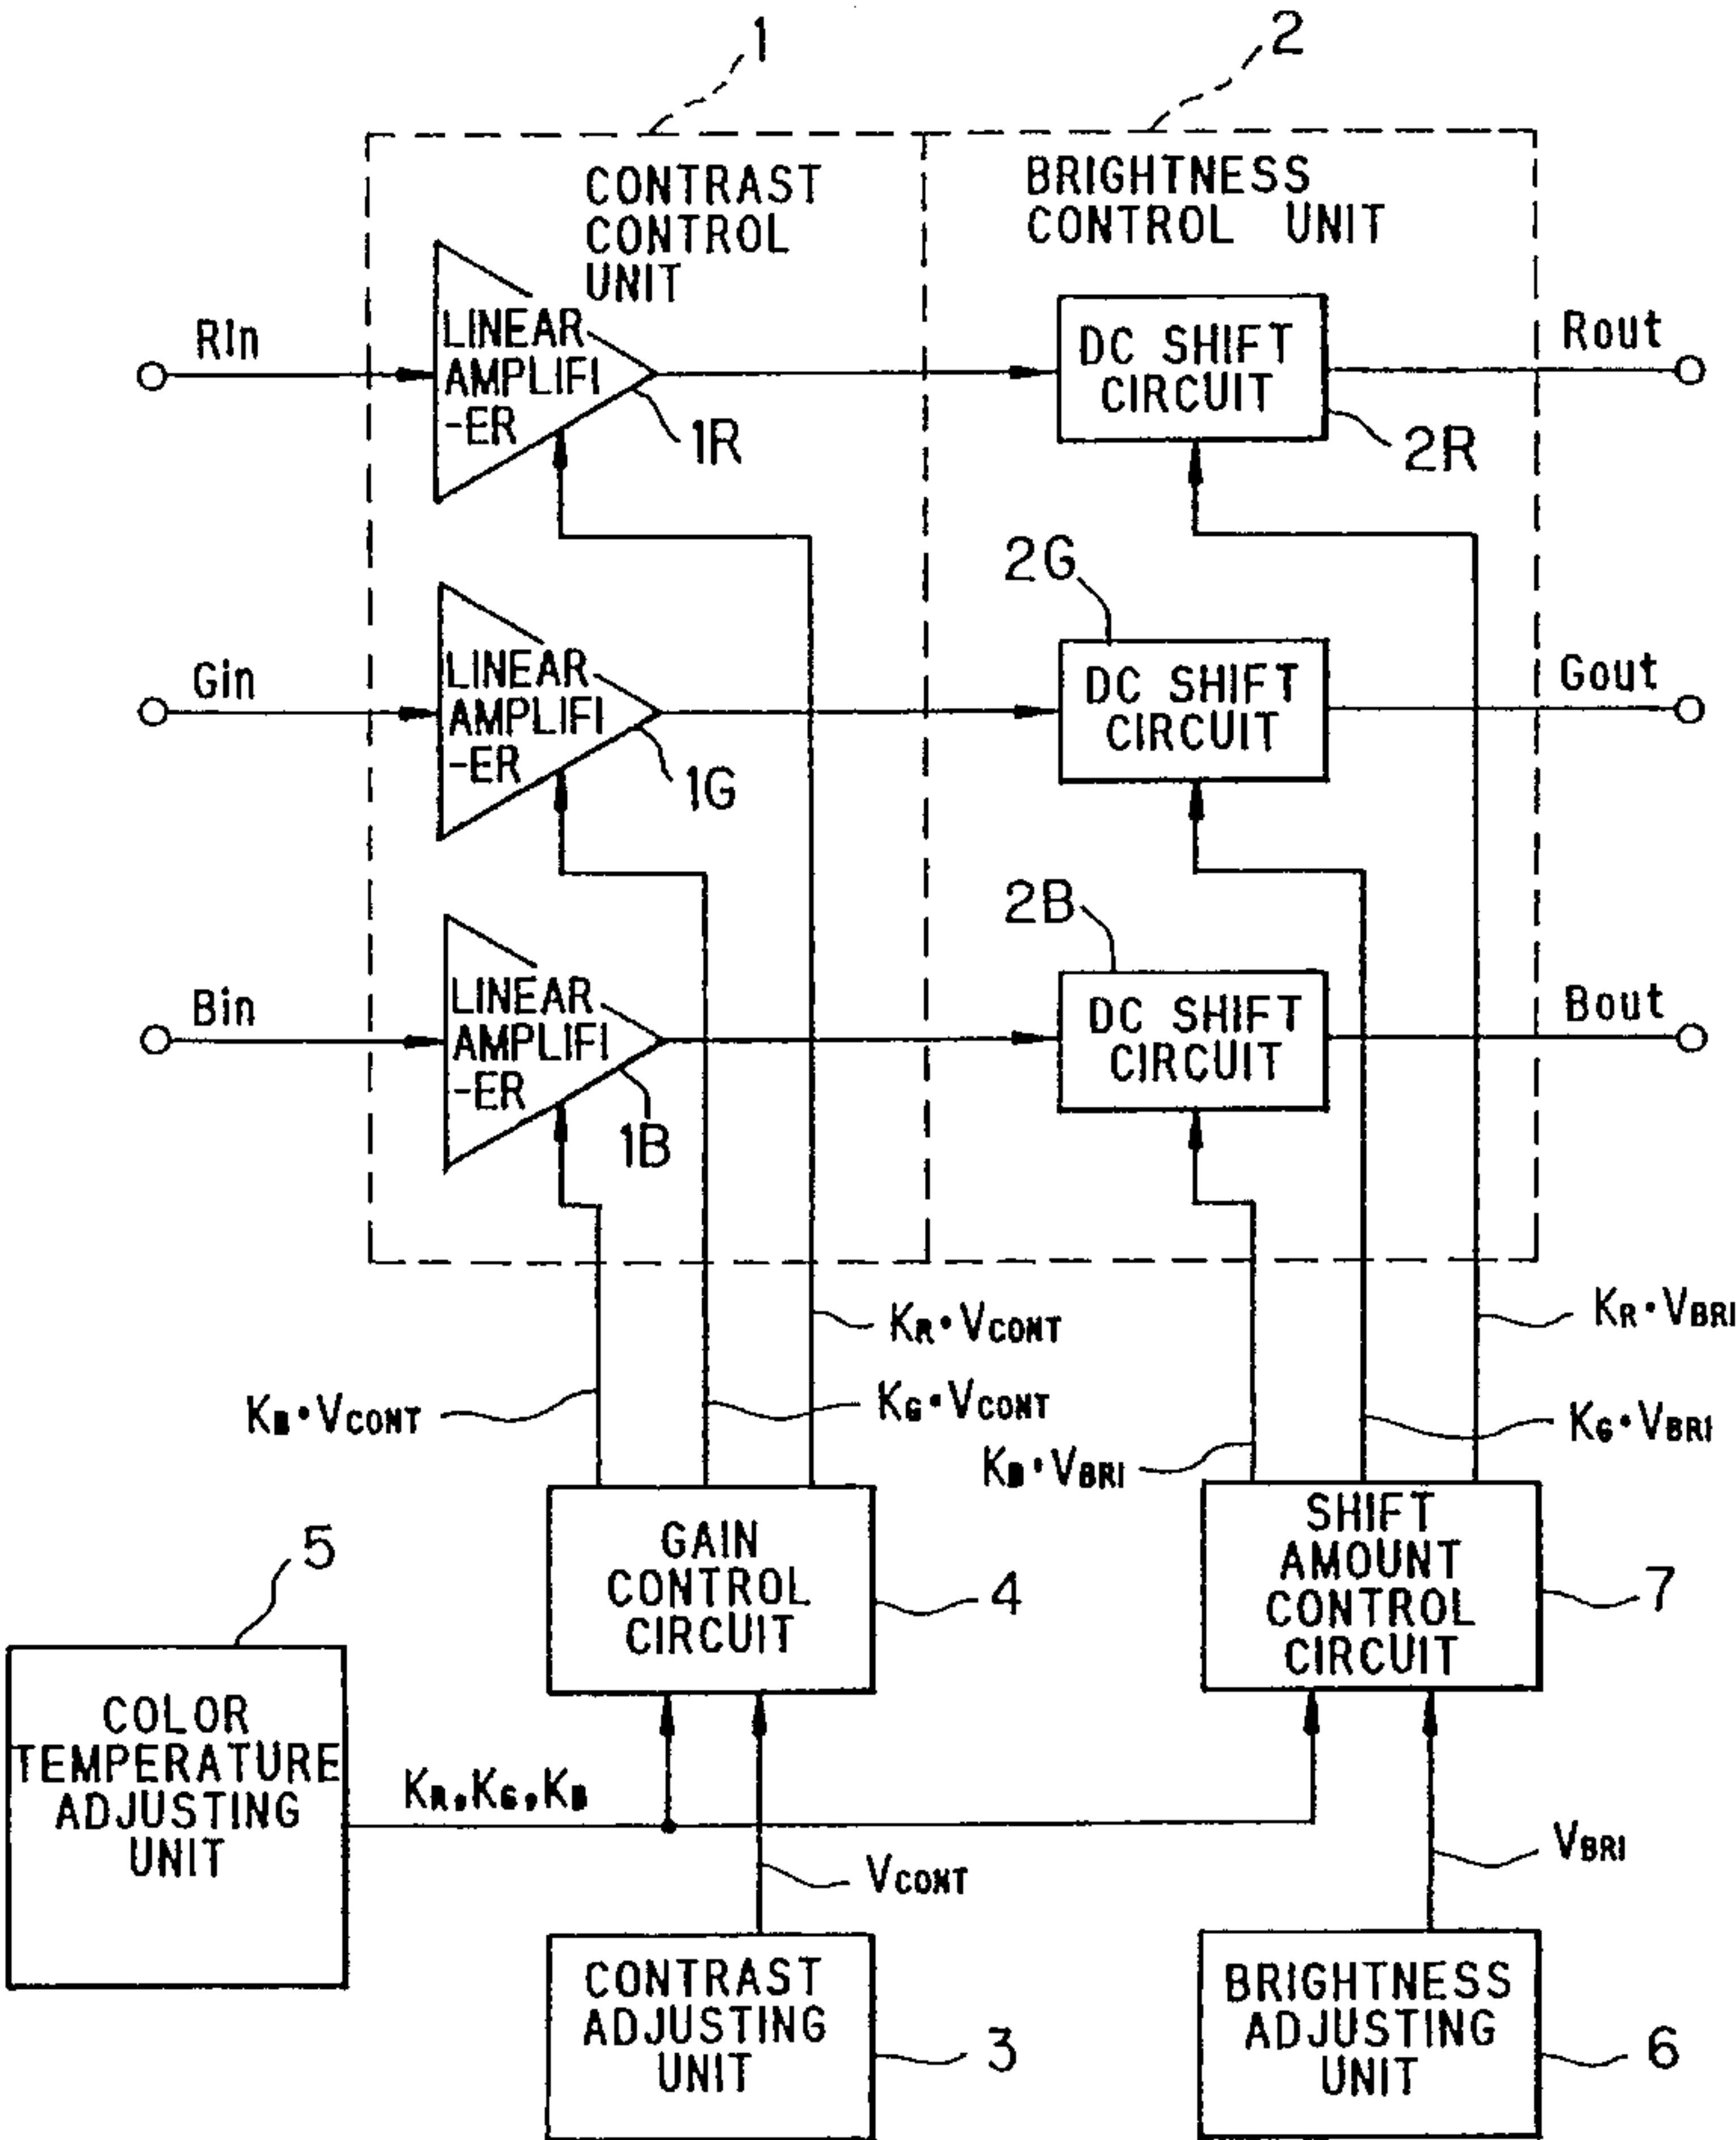 1
2
CONTRAST
CONTROL
UNIT
BRIGHTNESS
CONTROL UNIT
Rin
LINEAR
AMPLIFI
-ER
1R
DC SHIFT
CIRCUIT
2R
Rout
Gin
LINEAR
AMPLIFI
-ER
1G
2G
DC SHIFT
CIRCUIT
Gout
Bin
LINEAR
AMPLIFI
-ER
1B
2B
DC SHIFT
CIRCUIT
Bout
KR·VCONT
KR·VBRI
KB·VCONT
KG·VCONT
KG·VBRI
KB·VBRI
5
GAIN
CONTROL
CIRCUIT
4
SHIFT
AMOUNT
CONTROL
CIRCUIT
7
COLOR
TEMPERATURE
ADJUSTING
UNIT
KR,KG,KB
VCONT
VBRI
CONTRAST
ADJUSTING
UNIT
3
BRIGHTNESS
ADJUSTING
UNIT
6